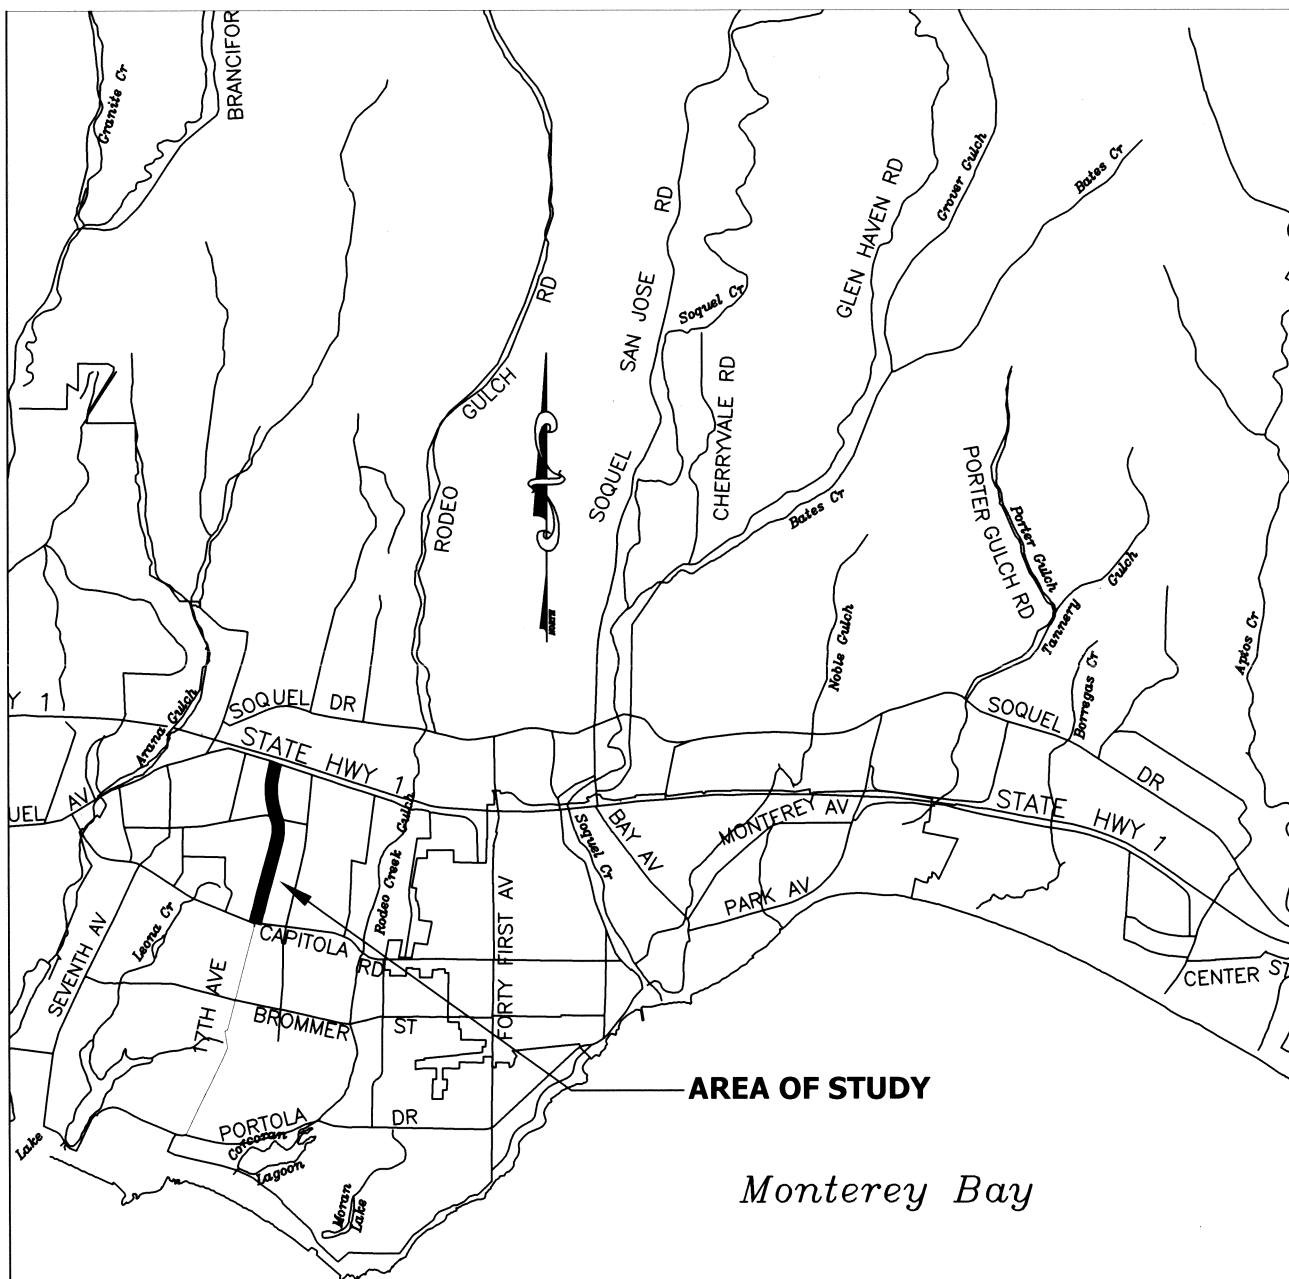 Granite Cr
BRANCIFOR
RD
SAN JOSE
SOQUEL
Soquel Cr
CHERRYVALE RD
GLEN HAVEN RD
Grover Gulch
Bates Cr
RD
GULCH
RODEO
NORTH
Bates Cr
PORTER GULCH RD
Porter Gulch
Tannery
Gulch
Noble Gulch
Borregas Cr
Aptos Cr
Y 1
Arana Gulch
SOQUEL DR
SOQUEL
DR
STATE HWY 1
UEL AV
Gulch
Rodeo Creek
Soquel Cr
BAY AV
MONTEREY AV
PARK AV
STATE HWY 1
SEVENTH AV
Leona Cr
CAPITOLA
RD
FORTY FIRST AV
CENTER ST
17TH AVE
BROMMER ST
AREA OF STUDY
PORTOLA DR
Corcoran
Lagoon
Lake
Moran
Lake
Monterey Bay